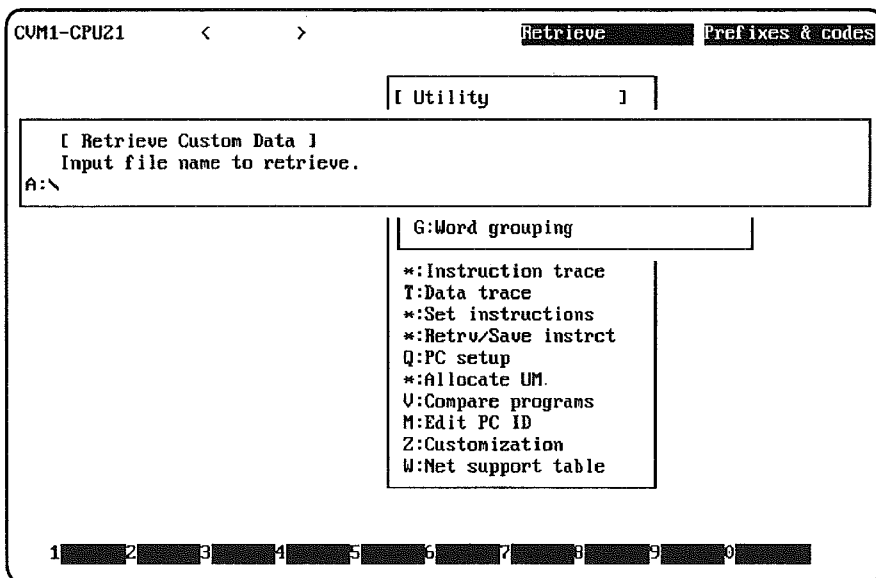 CVM1-CPU21 < > Retrieve Prefixes & codes
[ Utility ]
[ Retrieve Custom Data ]
Input file name to retrieve.
A:\
G:Word grouping
*:Instruction trace
T:Data trace
*:Set instructions
*:Retrv/Save instrct
Q:PC setup
*:Allocate UM.
V:Compare programs
M:Edit PC ID
Z:Customization
W:Net support table
1 2 3 4 5 6 7 8 9 0